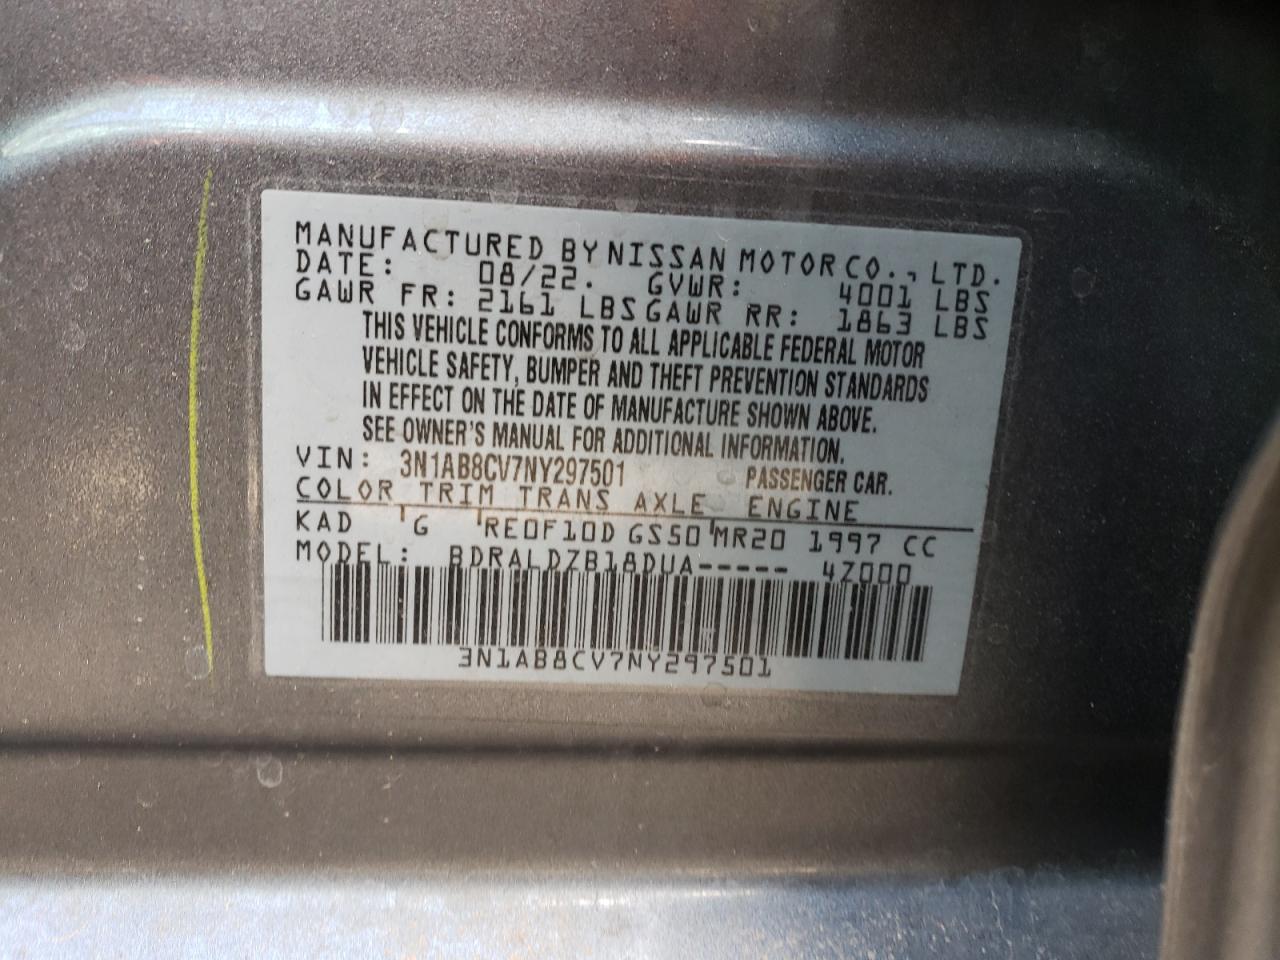 MANUFACTURED BY NISSAN MOTOR CO., LTD.
DATE: 08/22. GVWR: 4001 LBS
GAWR FR: 2161 LBS GAWR RR: 1863 LBS
THIS VEHICLE CONFORMS TO ALL APPLICABLE FEDERAL MOTOR
VEHICLE SAFETY, BUMPER AND THEFT PREVENTION STANDARDS
IN EFFECT ON THE DATE OF MANUFACTURE SHOWN ABOVE.
SEE OWNER'S MANUAL FOR ADDITIONAL INFORMATION.
VIN: 3N1AB8CV7NY297501 PASSENGER CAR.
COLOR TRIM TRANS AXLE ENGINE
KAD G RE0F10D GS50 MR20 1997 CC
MODEL: BDRALDZB18DUA----- 4Z000
3N1AB8CV7NY297501